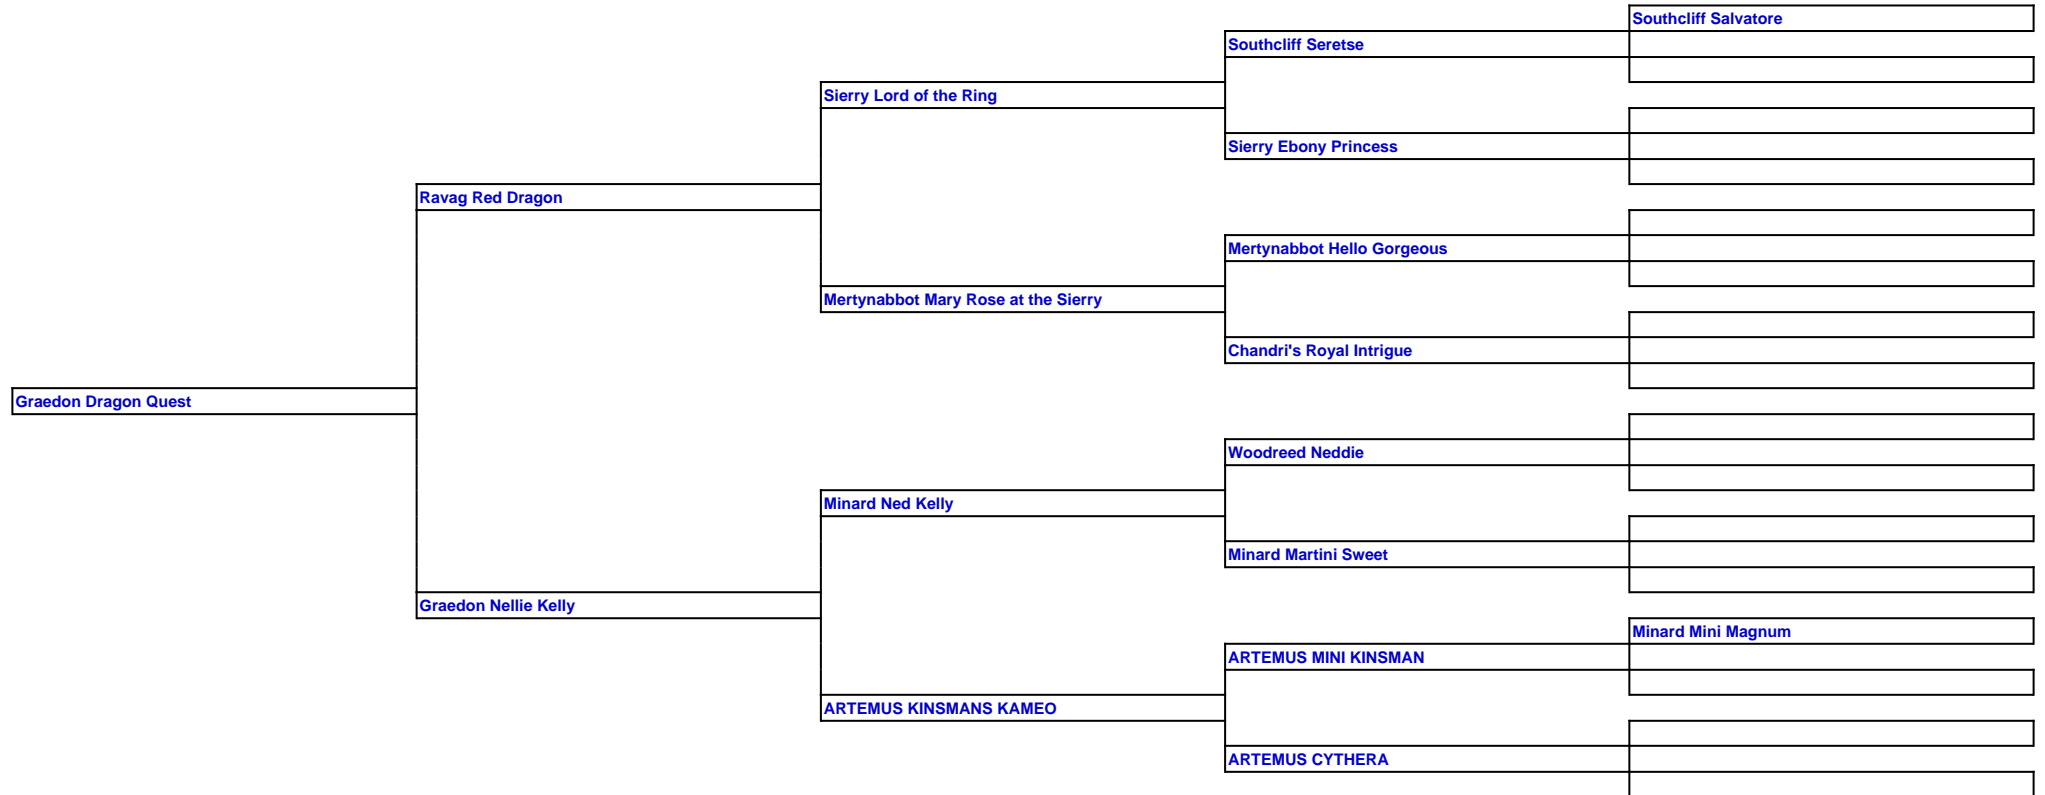 Southcliff Salvatore
Southcliff Seretse
Sierry Lord of the Ring
Sierry Ebony Princess
Ravag Red Dragon
Mertynabbot Hello Gorgeous
Mertynabbot Mary Rose at the Sierry
Chandri's Royal Intrigue
Graedon Dragon Quest
Woodreed Neddie
Minard Ned Kelly
Minard Martini Sweet
Graedon Nellie Kelly
Minard Mini Magnum
ARTEMUS MINI KINSMAN
ARTEMUS KINSMANS KAMEO
ARTEMUS CYTHERA